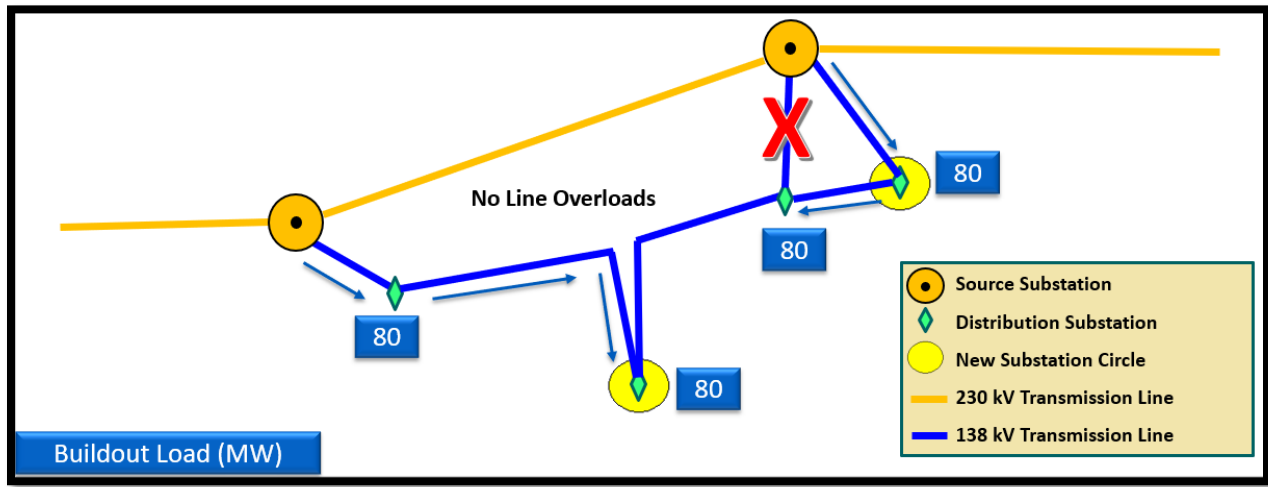 80
No Line Overloads
80
80
80
Buildout Load (MW)
Source Substation
Distribution Substation
New Substation Circle
230 kV Transmission Line
138 kV Transmission Line